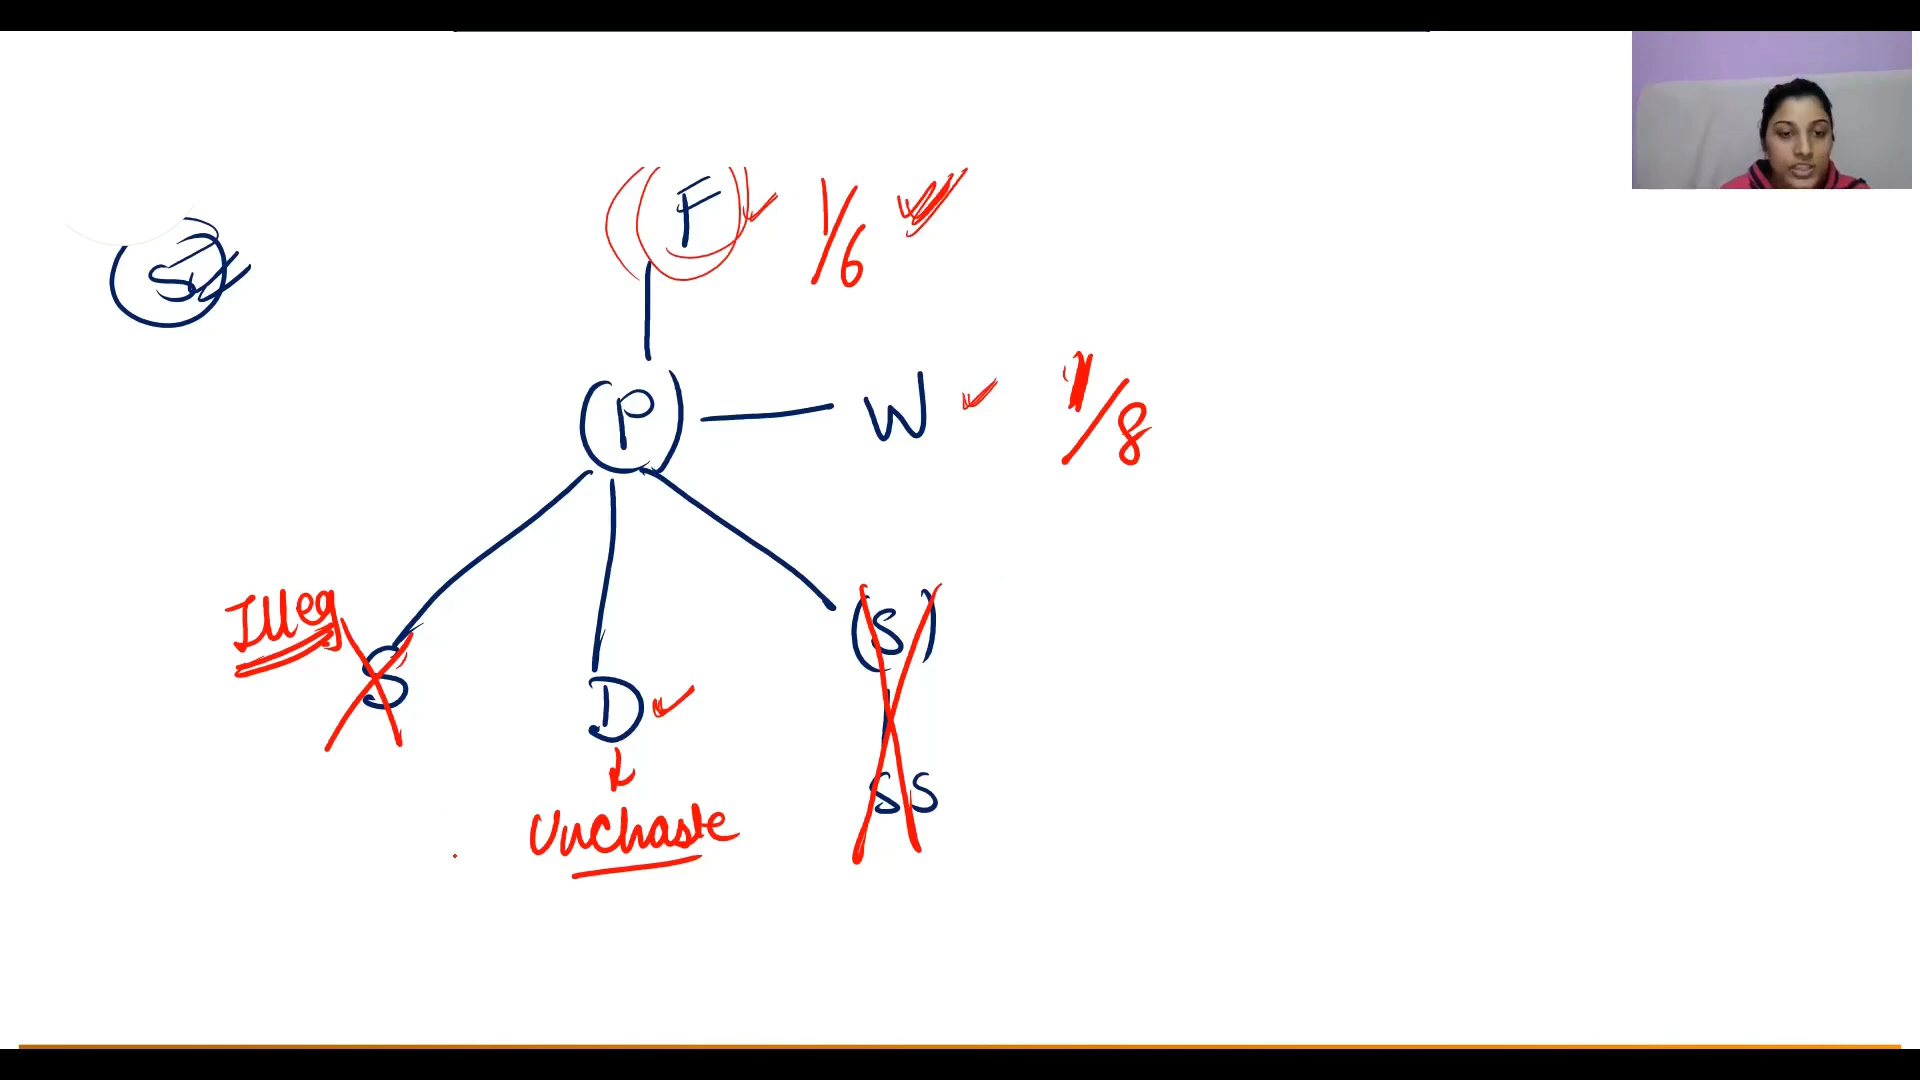 F 1/6
S
(P) W 1/8
Illeg
S
(S)
D
SS
Unchaste